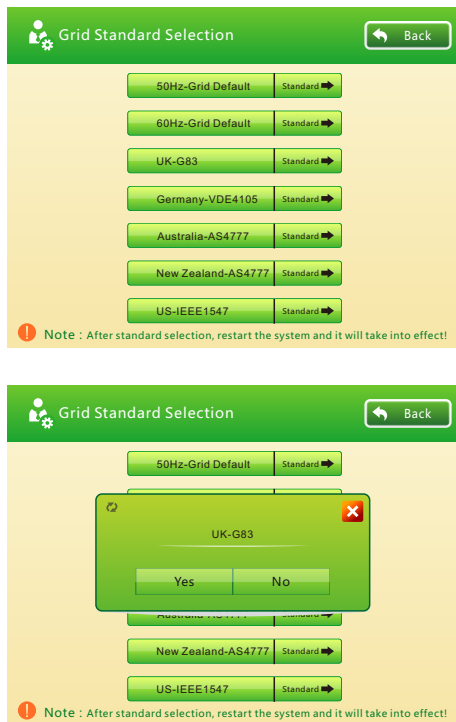 Grid Standard Selection Back
50Hz-Grid Default Standard
60Hz-Grid Default Standard
UK-G83 Standard
Germany-VDE4105 Standard
Australia-AS4777 Standard
New Zealand-AS4777 Standard
US-IEEE1547 Standard
! Note : After standard selection, restart the system and it will take into effect!
Grid Standard Selection Back
50Hz-Grid Default Standard
UK-G83
Yes No
New Zealand-AS4777 Standard
US-IEEE1547 Standard
! Note : After standard selection, restart the system and it will take into effect!